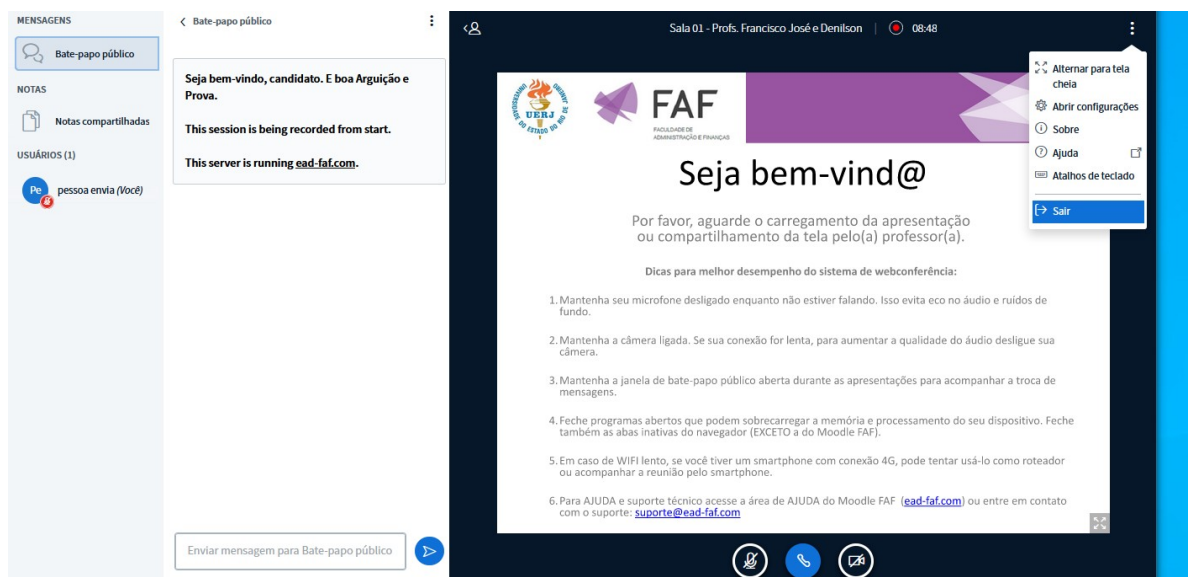 MENSAGENS
Bate-papo público
NOTAS
Notas compartilhadas
USUÁRIOS (1)
Pe
pessoa envia (Você)
Bate-papo público
Seja bem-vindo, candidato. E boa Arguição e
Prova.
This session is being recorded from start.
This server is running ead-faf.com.
Enviar mensagem para Bate-papo público
Sala 01 - Profs. Francisco José e Denilson
08:48
Alternar para tela
cheia
Abrir configurações
Sobre
Ajuda
Atalhos de teclado
Sair
UERJ
UNIVERSIDADE DO ESTADO DO RIO DE JANEIRO
FAF
FACULDADE DE
ADMINISTRAÇÃO E FINANÇAS
Seja bem-vind@
Por favor, aguarde o carregamento da apresentação
ou compartilhamento da tela pelo(a) professor(a).
Dicas para melhor desempenho do sistema de webconferência:
1. Mantenha seu microfone desligado enquanto não estiver falando. Isso evita eco no áudio e ruídos de
fundo.
2. Mantenha a câmera ligada. Se sua conexão for lenta, para aumentar a qualidade do áudio desligue sua
câmera.
3. Mantenha a janela de bate-papo público aberta durante as apresentações para acompanhar a troca de
mensagens.
4. Feche programas abertos que podem sobrecarregar a memória e processamento do seu dispositivo. Feche
também as abas inativas do navegador (EXCETO a do Moodle FAF).
5. Em caso de WIFI lento, se você tiver um smartphone com conexão 4G, pode tentar usá-lo como roteador
ou acompanhar a reunião pelo smartphone.
6. Para AJUDA e suporte técnico acesse a área de AJUDA do Moodle FAF (ead-faf.com) ou entre em contato
com o suporte: suporte@ead-faf.com